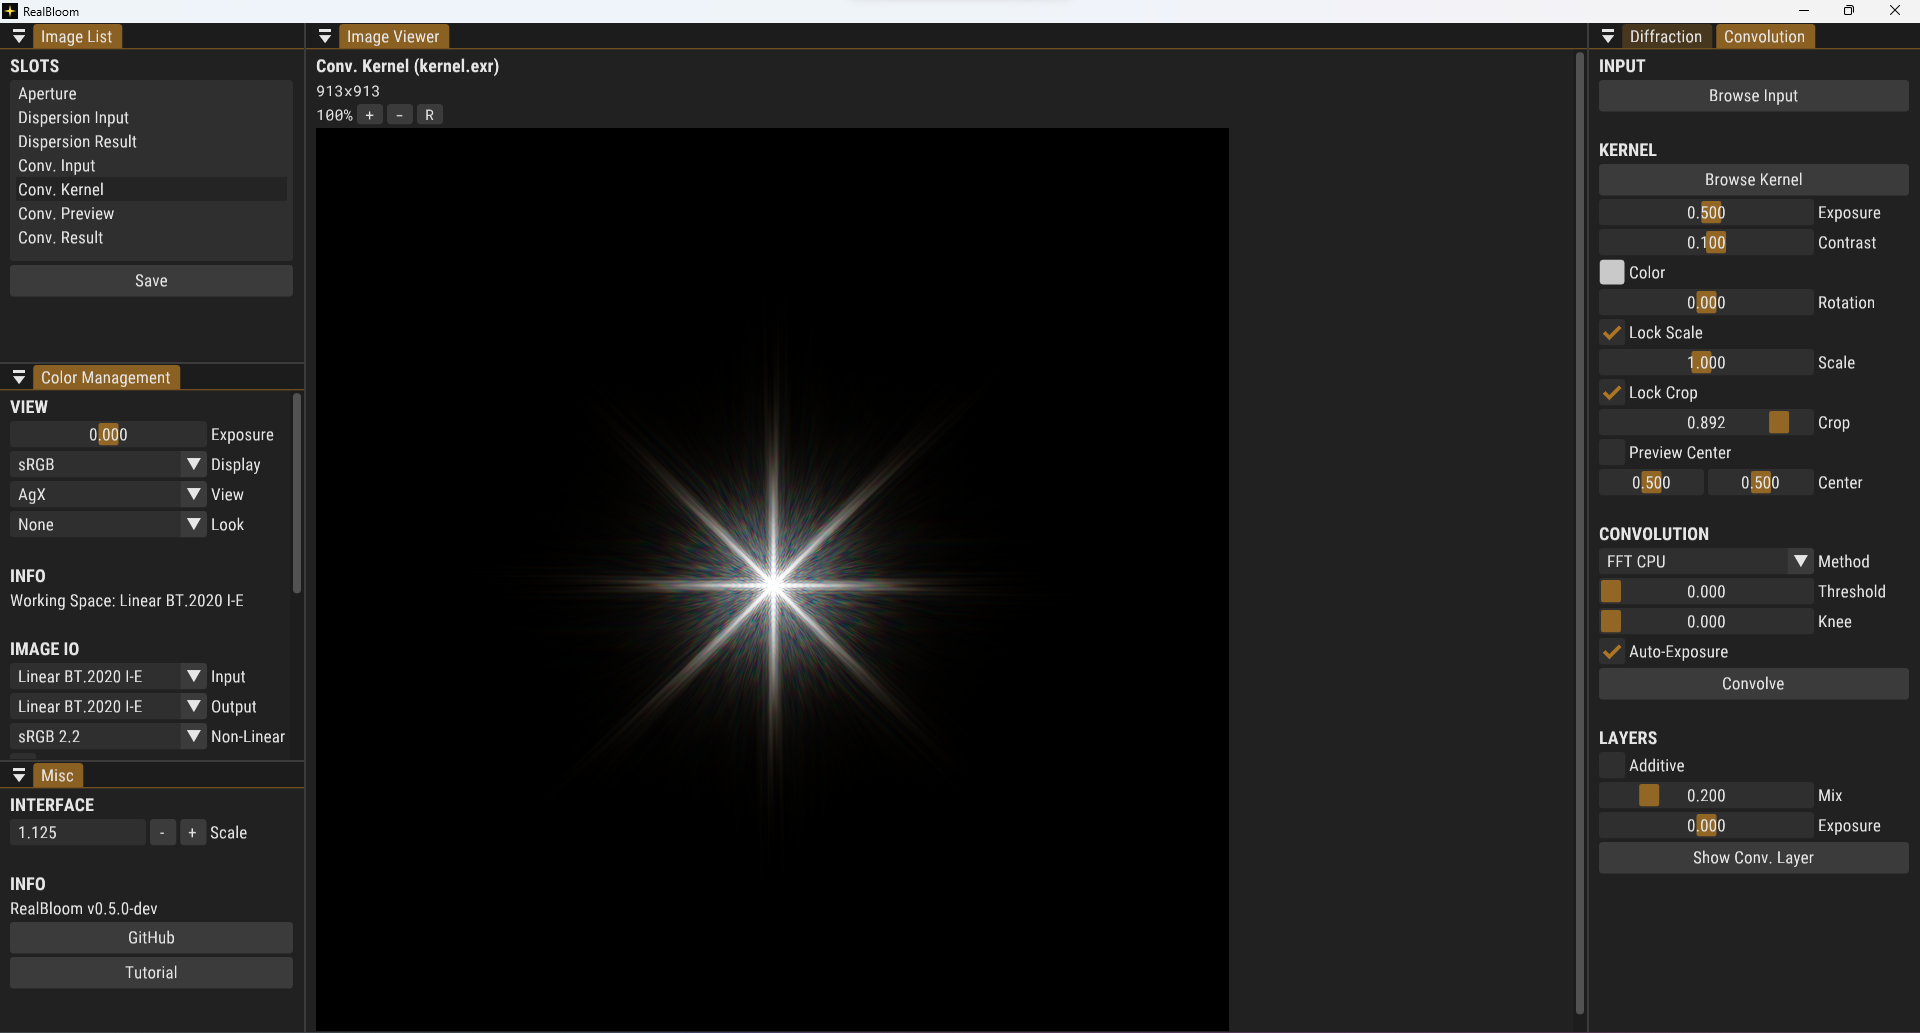 RealBloom
Image List
SLOTS
Aperture
Dispersion Input
Dispersion Result
Conv. Input
Conv. Kernel
Conv. Preview
Conv. Result
Save
Color Management
VIEW
0.000 Exposure
sRGB Display
AgX View
None Look
INFO
Working Space: Linear BT.2020 I-E
IMAGE IO
Linear BT.2020 I-E Input
Linear BT.2020 I-E Output
sRGB 2.2 Non-Linear
Misc
INTERFACE
1.125 - + Scale
INFO
RealBloom v0.5.0-dev
GitHub
Tutorial
Image Viewer
Conv. Kernel (kernel.exr)
913x913
100% + - R
Diffraction Convolution
INPUT
Browse Input
KERNEL
Browse Kernel
0.500 Exposure
0.100 Contrast
Color
0.000 Rotation
Lock Scale
1.000 Scale
Lock Crop
0.892 Crop
Preview Center
0.500 0.500 Center
CONVOLUTION
FFT CPU Method
0.000 Threshold
0.000 Knee
Auto-Exposure
Convolve
LAYERS
Additive
0.200 Mix
0.000 Exposure
Show Conv. Layer